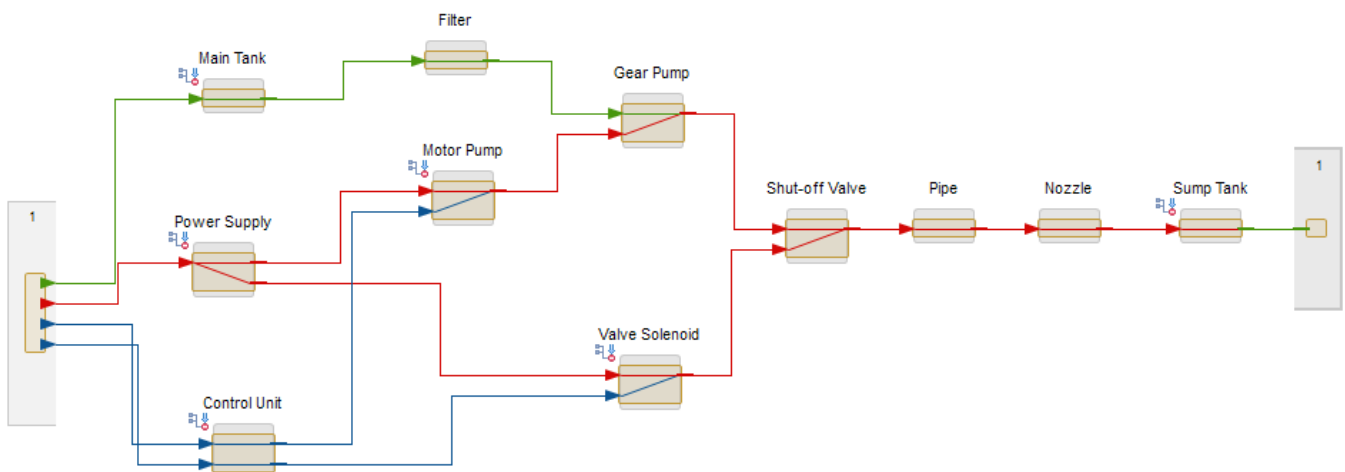 Filter
Main Tank
Gear Pump
Motor Pump
1
Shut-off Valve
Pipe
Nozzle
Sump Tank
1
Power Supply
Valve Solenoid
Control Unit